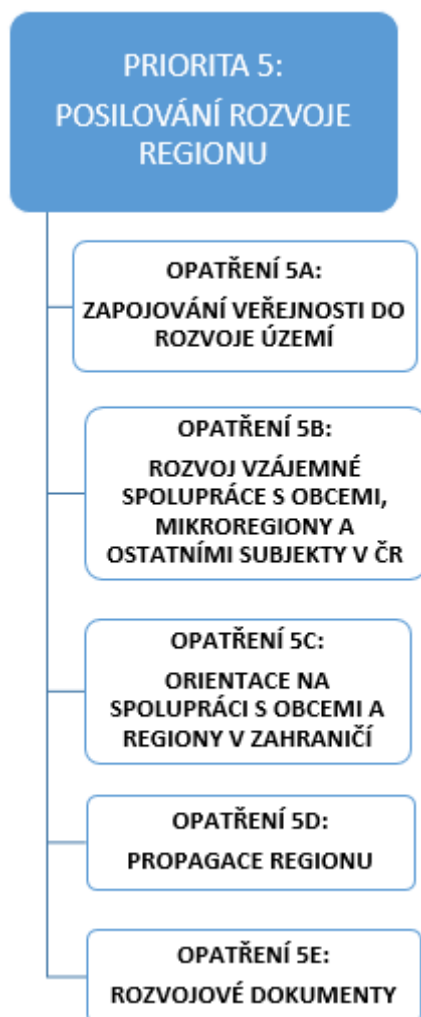 PRIORITA 5:
POSILOVÁNÍ ROZVOJE
REGIONU
OPATŘENÍ 5A:
ZAPOJOVÁNÍ VEŘEJNOSTI DO
ROZVOJE ÚZEMÍ
OPATŘENÍ 5B:
ROZVOJ VZÁJEMNÉ
SPOLUPRÁCE S OBCEMI,
MIKROREGIONY A
OSTATNÍMI SUBJEKTY V ČR
OPATŘENÍ 5C:
ORIENTACE NA
SPOLUPRÁCI S OBCEMI A
REGIONY V ZAHRANIČÍ
OPATŘENÍ 5D:
PROPAGACE REGIONU
OPATŘENÍ 5E:
ROZVOJOVÉ DOKUMENTY